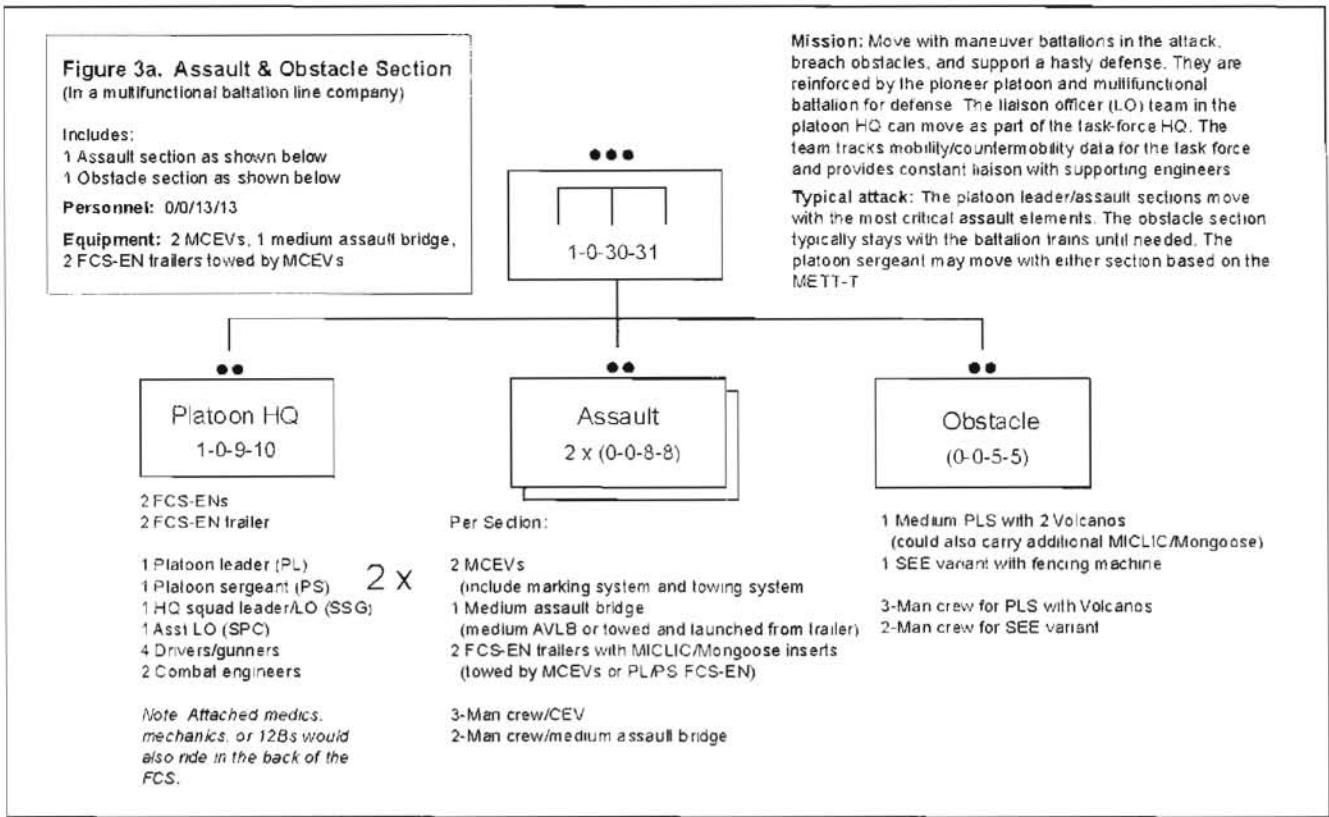 Figure 3a. Assault & Obstacle Section
(In a multifunctional battalion line company)
Includes:
1 Assault section as shown below
1 Obstacle section as shown below
Personnel: 0/0/13/13
Equipment: 2 MCEVs, 1 medium assault bridge,
2 FCS-EN trailers towed by MCEVs
Mission: Move with maneuver battalions in the attack,
breach obstacles, and support a hasty defense. They are
reinforced by the pioneer platoon and multifunctional
battalion for defense The liaison officer (LO) team in the
platoon HQ can move as part of the task-force HQ. The
team tracks mobility/countermobility data for the task force
and provides constant liaison with supporting engineers
Typical attack: The platoon leader/assault sections move
with the most critical assault elements. The obstacle section
typically stays with the battalion trains until needed. The
platoon sergeant may move with either section based on the
METT-T
1-0-30-31
Platoon HQ
1-0-9-10
2 FCS-ENs
2 FCS-EN trailer
1 Platoon leader (PL)
1 Platoon sergeant (PS)
1 HQ squad leader/LO (SSG)
1 Asst LO (SPC)
4 Drivers/gunners
2 Combat engineers
Note Attached medics,
mechanics, or 12Bs would
also ride in the back of the
FCS.
2 x
Assault
2 x (0-0-8-8)
Per Section:
2 MCEVs
(include marking system and towing system
1 Medium assault bridge
(medium AVLB or towed and launched from trailer)
2 FCS-EN trailers with MICLIC/Mongoose inserts
(towed by MCEVs or PL/PS FCS-EN)
3-Man crew/CEV
2-Man crew/medium assault bridge
Obstacle
(0-0-5-5)
1 Medium PLS with 2 Volcanos
(could also carry additional MICLIC/Mongoose)
1 SEE variant with fencing machine
3-Man crew for PLS with Volcanos
2-Man crew for SEE variant